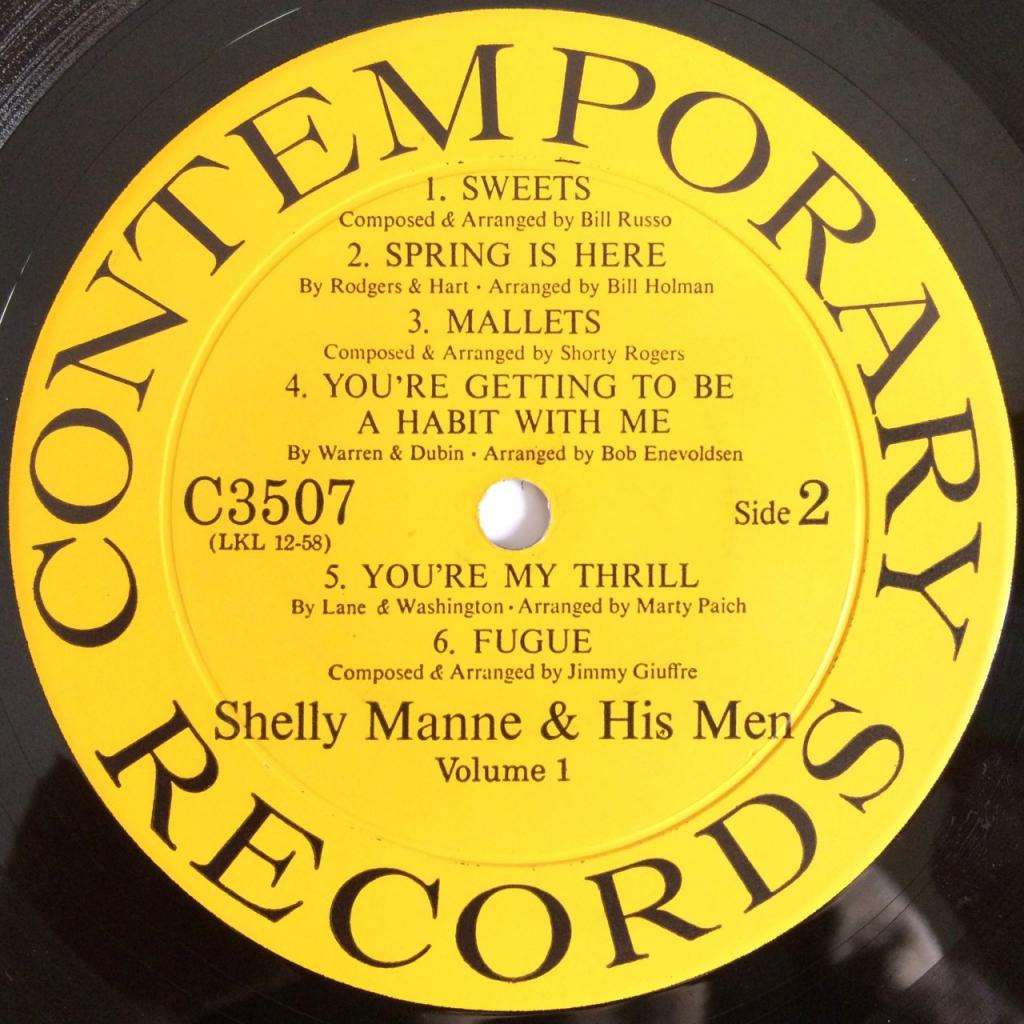 CONTEMPORARY
1. SWEETS
Composed & Arranged by Bill Russo
2. SPRING IS HERE
By Rodgers & Hart · Arranged by Bill Holman
3. MALLETS
Composed & Arranged by Shorty Rogers
4. YOU'RE GETTING TO BE
A HABIT WITH ME
By Warren & Dubin · Arranged by Bob Enevoldsen
C3507
(LKL 12-58)
Side 2
5. YOU'RE MY THRILL
By Lane & Washington · Arranged by Marty Paich
6. FUGUE
Composed & Arranged by Jimmy Giuffre
Shelly Manne & His Men
Volume 1
RECORDS